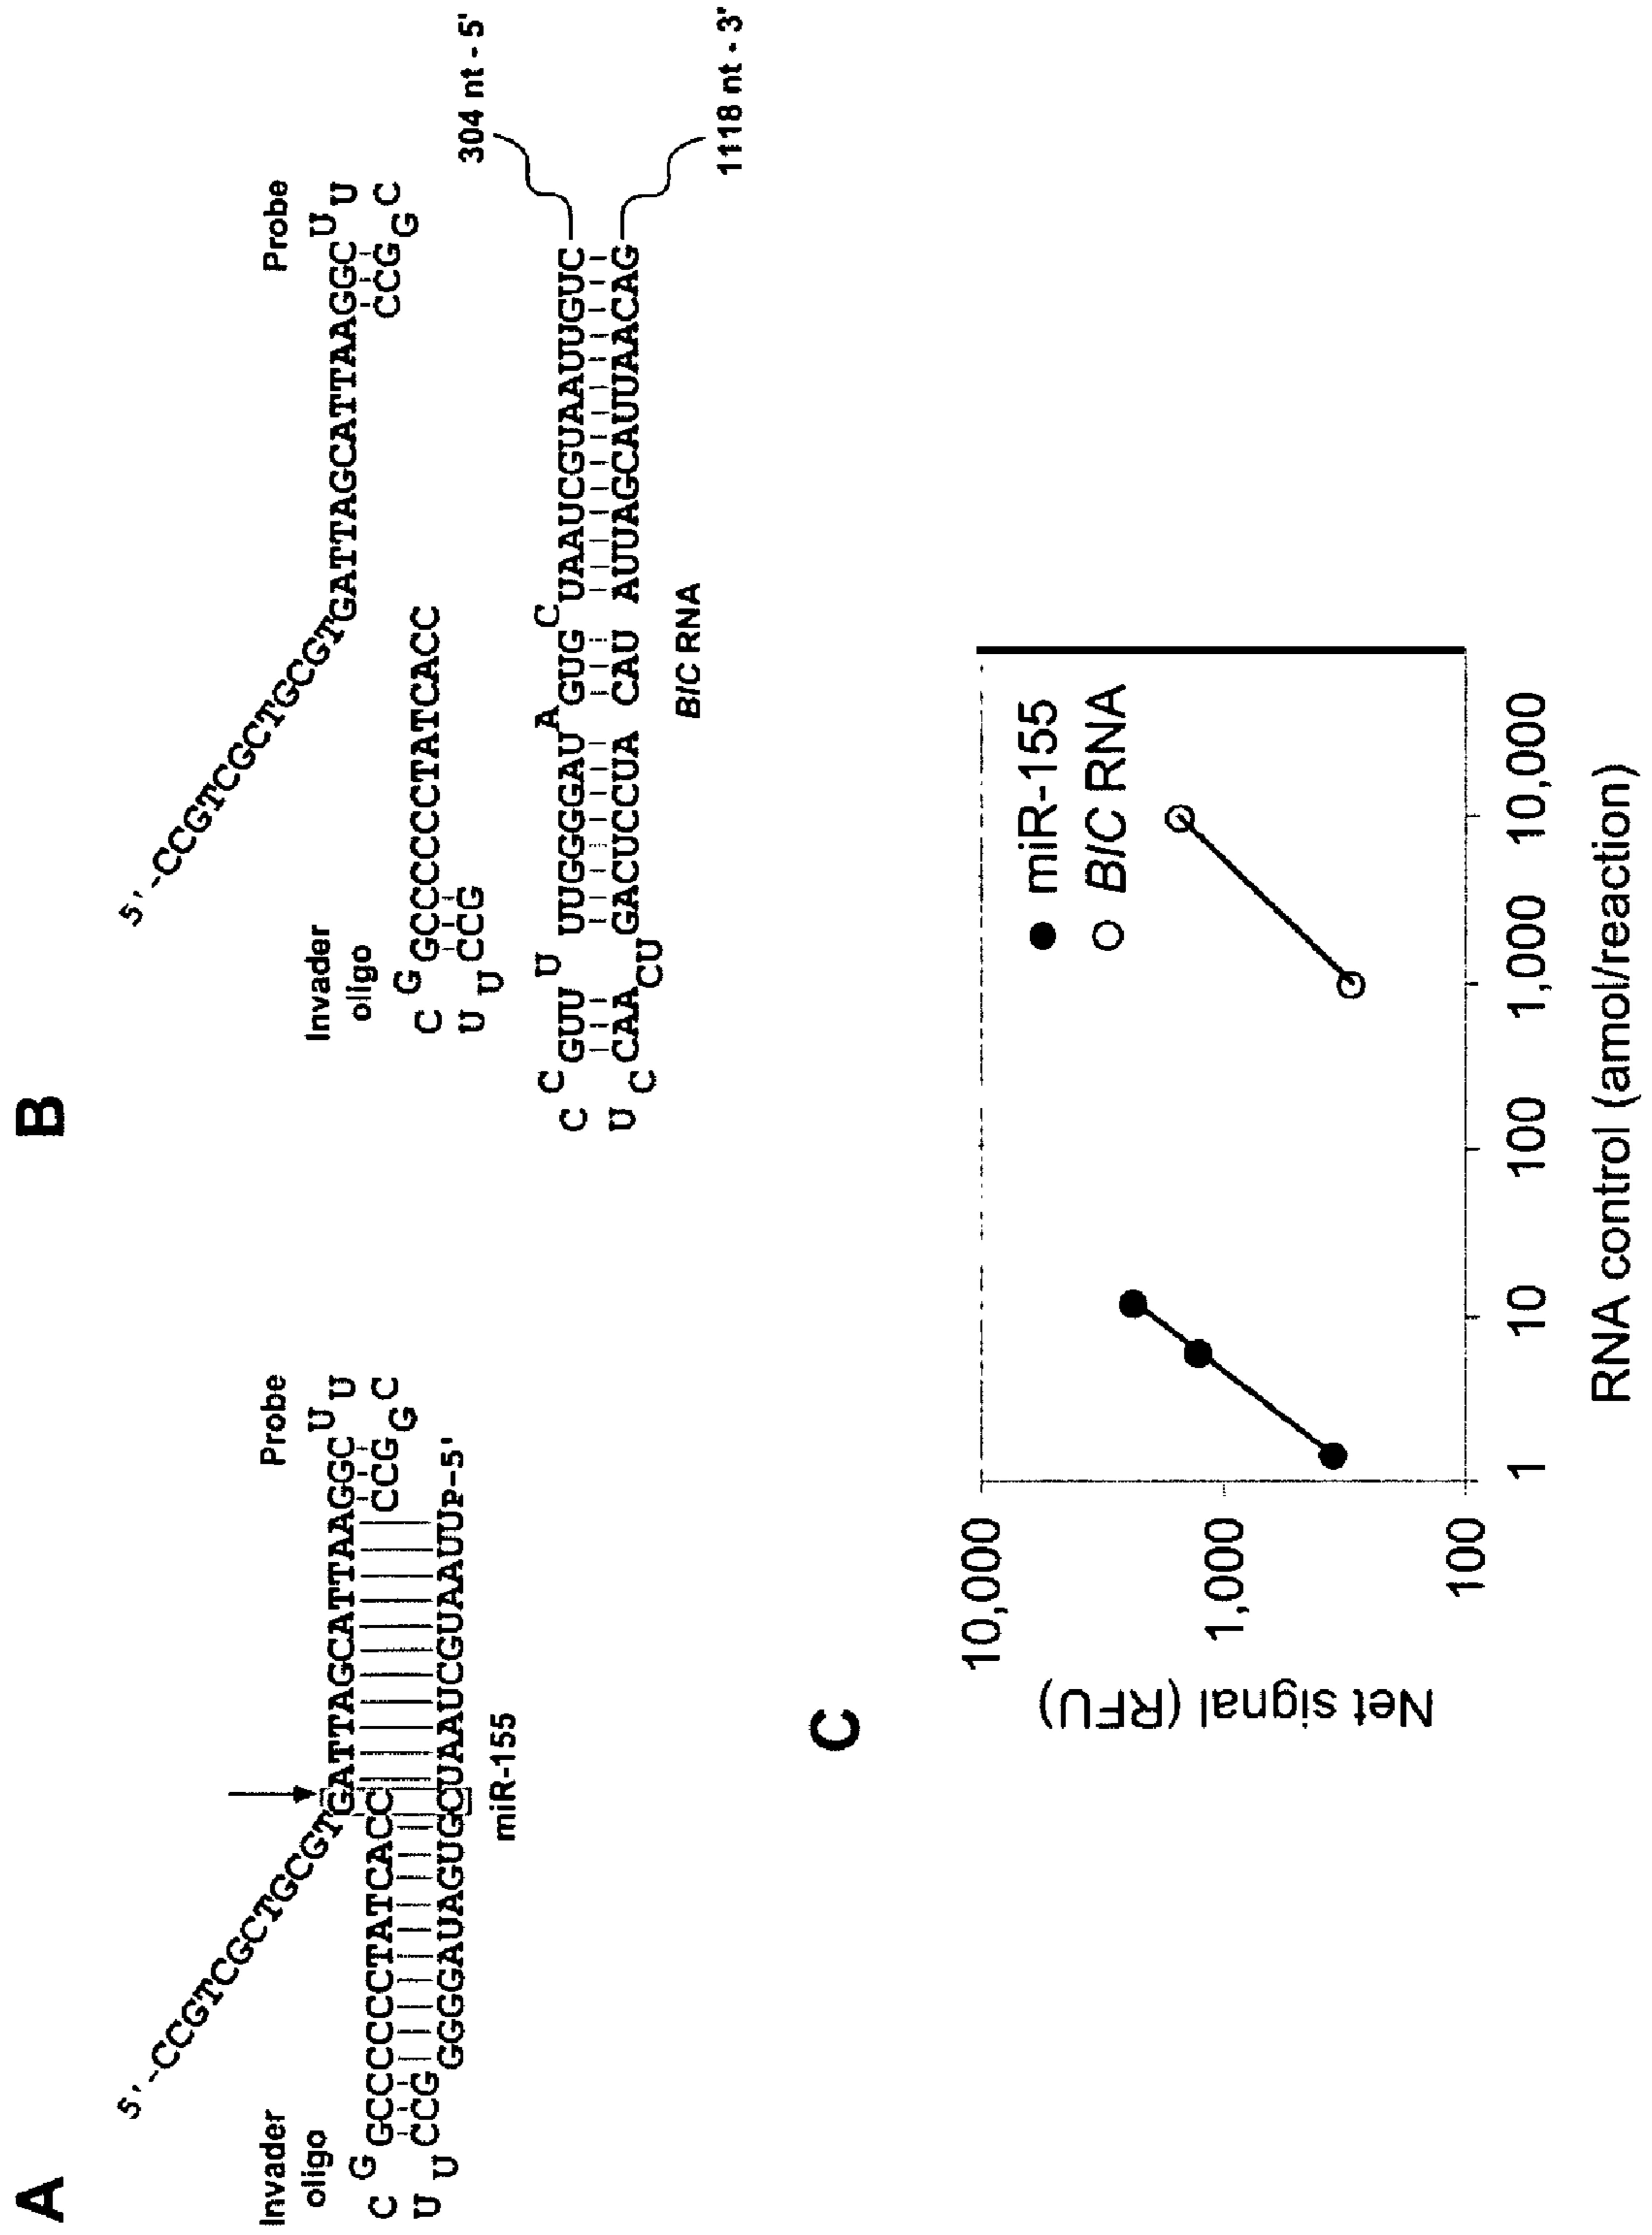 A
Probe
5'-CCGTCGCTGCGTGATTAGCATTAAGGC U U
CCGGC
Invader
oligo
C G GCCCCCCTATCACC
U U CCG
GGGGAUAGUGCUAAUCGUAAUUP-5'
miR-155
B
Probe
5'-CCGTCGCTGCGTGATTAGCATTAAGGC U U
CCGGC
Invader
oligo
C G GCCCCCCTATCACC
U U CCG
304 nt - 5'
C C GUU U UUGGGGAU A GUG C UAAUCGUAAUUGUC
U C CAA CU GACUCCUA CAU AUUAGCAUUAACAG
1118 nt - 3'
BIC RNA
C
Net signal (RFU)
10,000
1,000
100
miR-155
BIC RNA
1 10 100 1,000 10,000
RNA control (amol/reaction)